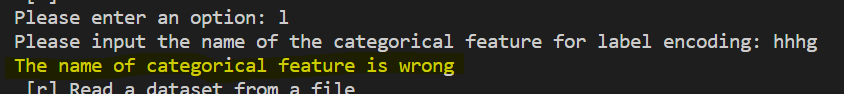 Please enter an option: l
Please input the name of the categorical feature for label encoding: hhhg
The name of categorical feature is wrong
[r] Read a dataset from a file